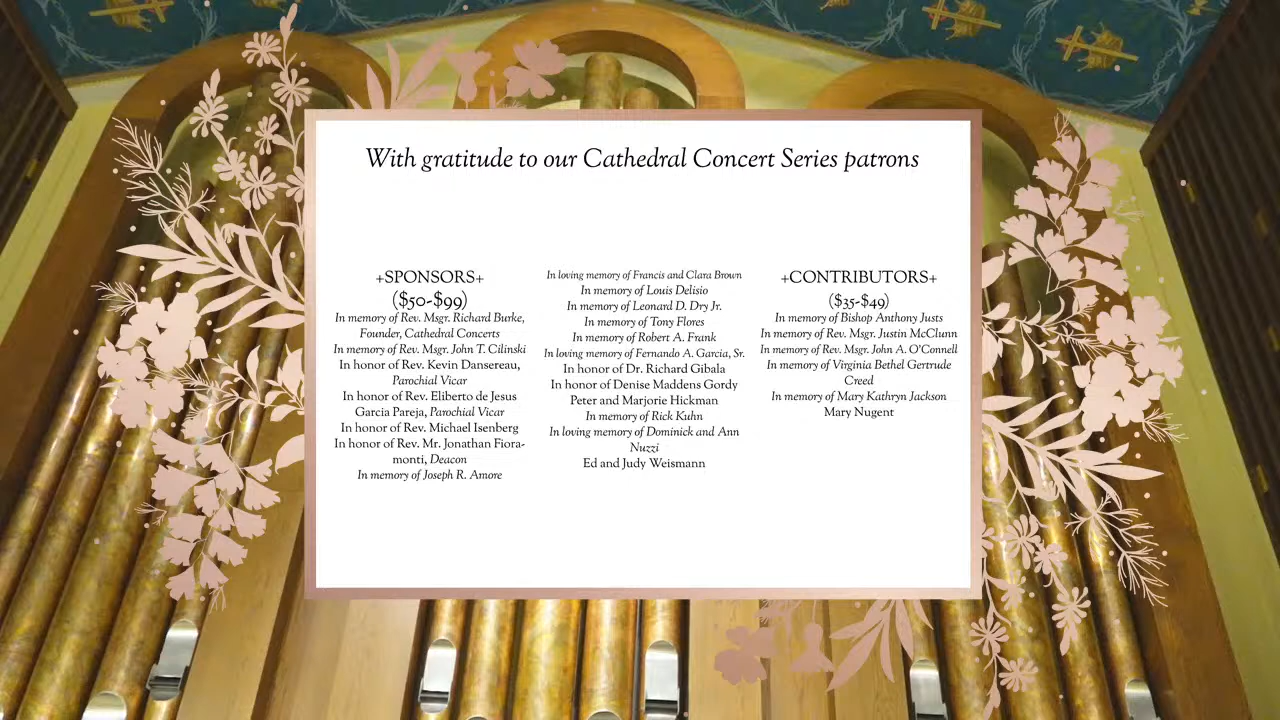 With gratitude to our Cathedral Concert Series patrons
+SPONSORS+
($50-$99)
In memory of Rev. Msgr. Richard Burke,
Founder, Cathedral Concerts
In memory of Rev. Msgr. John T. Cilinski
In honor of Rev. Kevin Dansereau,
Parochial Vicar
In honor of Rev. Eliberto de Jesus
Garcia Pareja, Parochial Vicar
In honor of Rev. Michael Isenberg
In honor of Rev. Mr. Jonathan Fiora-
monti, Deacon
In memory of Joseph R. Amore
In loving memory of Francis and Clara Brown
In memory of Louis Delisio
In memory of Leonard D. Dry Jr.
In memory of Tony Flores
In memory of Robert A. Frank
In loving memory of Fernando A. Garcia, Sr.
In honor of Dr. Richard Gibala
In honor of Denise Maddens Gordy
Peter and Marjorie Hickman
In memory of Rick Kuhn
In loving memory of Dominick and Ann
Nuzzi
Ed and Judy Weismann
+CONTRIBUTORS+
($35-$49)
In memory of Bishop Anthony Justs
In memory of Rev. Msgr. Justin McClunn
In memory of Rev. Msgr. John A. O'Connell
In memory of Virginia Bethel Gertrude
Creed
In memory of Mary Kathryn Jackson
Mary Nugent